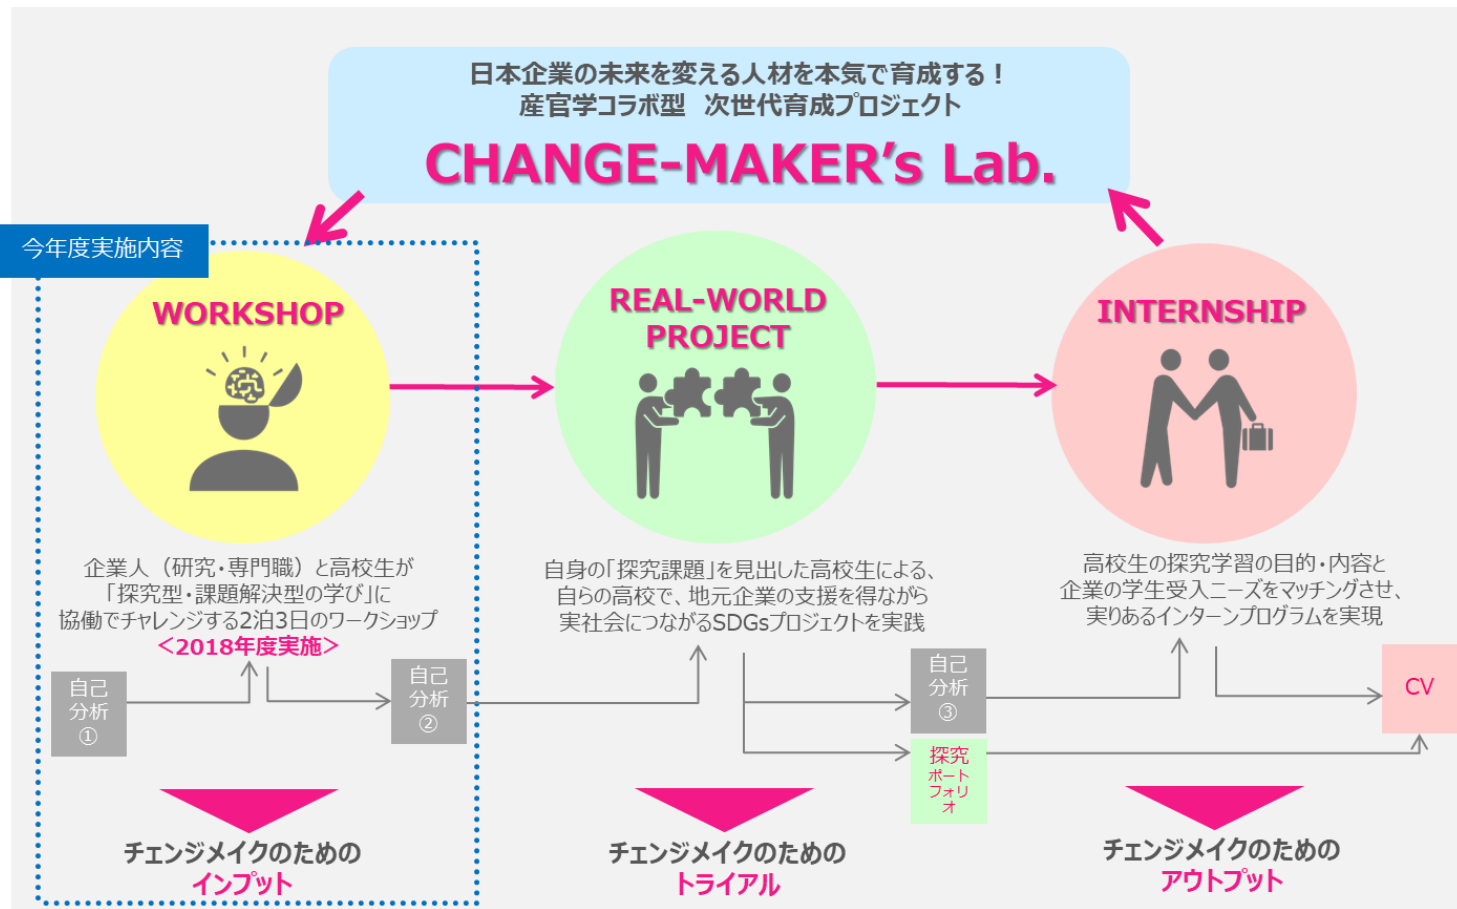 日本企業の未来を変える人材を本気で育成する！
産官学コラボ型　次世代育成プロジェクト
CHANGE-MAKER’s Lab.
今年度実施内容
WORKSHOP
企業人（研究・専門職）と高校生が
「探究型・課題解決型の学び」に
協働でチャレンジする2泊3日のワークショップ
＜2018年度実施＞
自己
分析
①
自己
分析
②
チェンジメイクのための
インプット
REAL-WORLD
PROJECT
自身の「探究課題」を見出した高校生による、
自らの高校で、地元企業の支援を得ながら
実社会につながるSDGsプロジェクトを実践
自己
分析
③
探究
ポート
フォリ
オ
チェンジメイクのための
トライアル
INTERNSHIP
高校生の探究学習の目的・内容と
企業の学生受入ニーズをマッチングさせ、
実りあるインターンプログラムを実現
CV
チェンジメイクのための
アウトプット